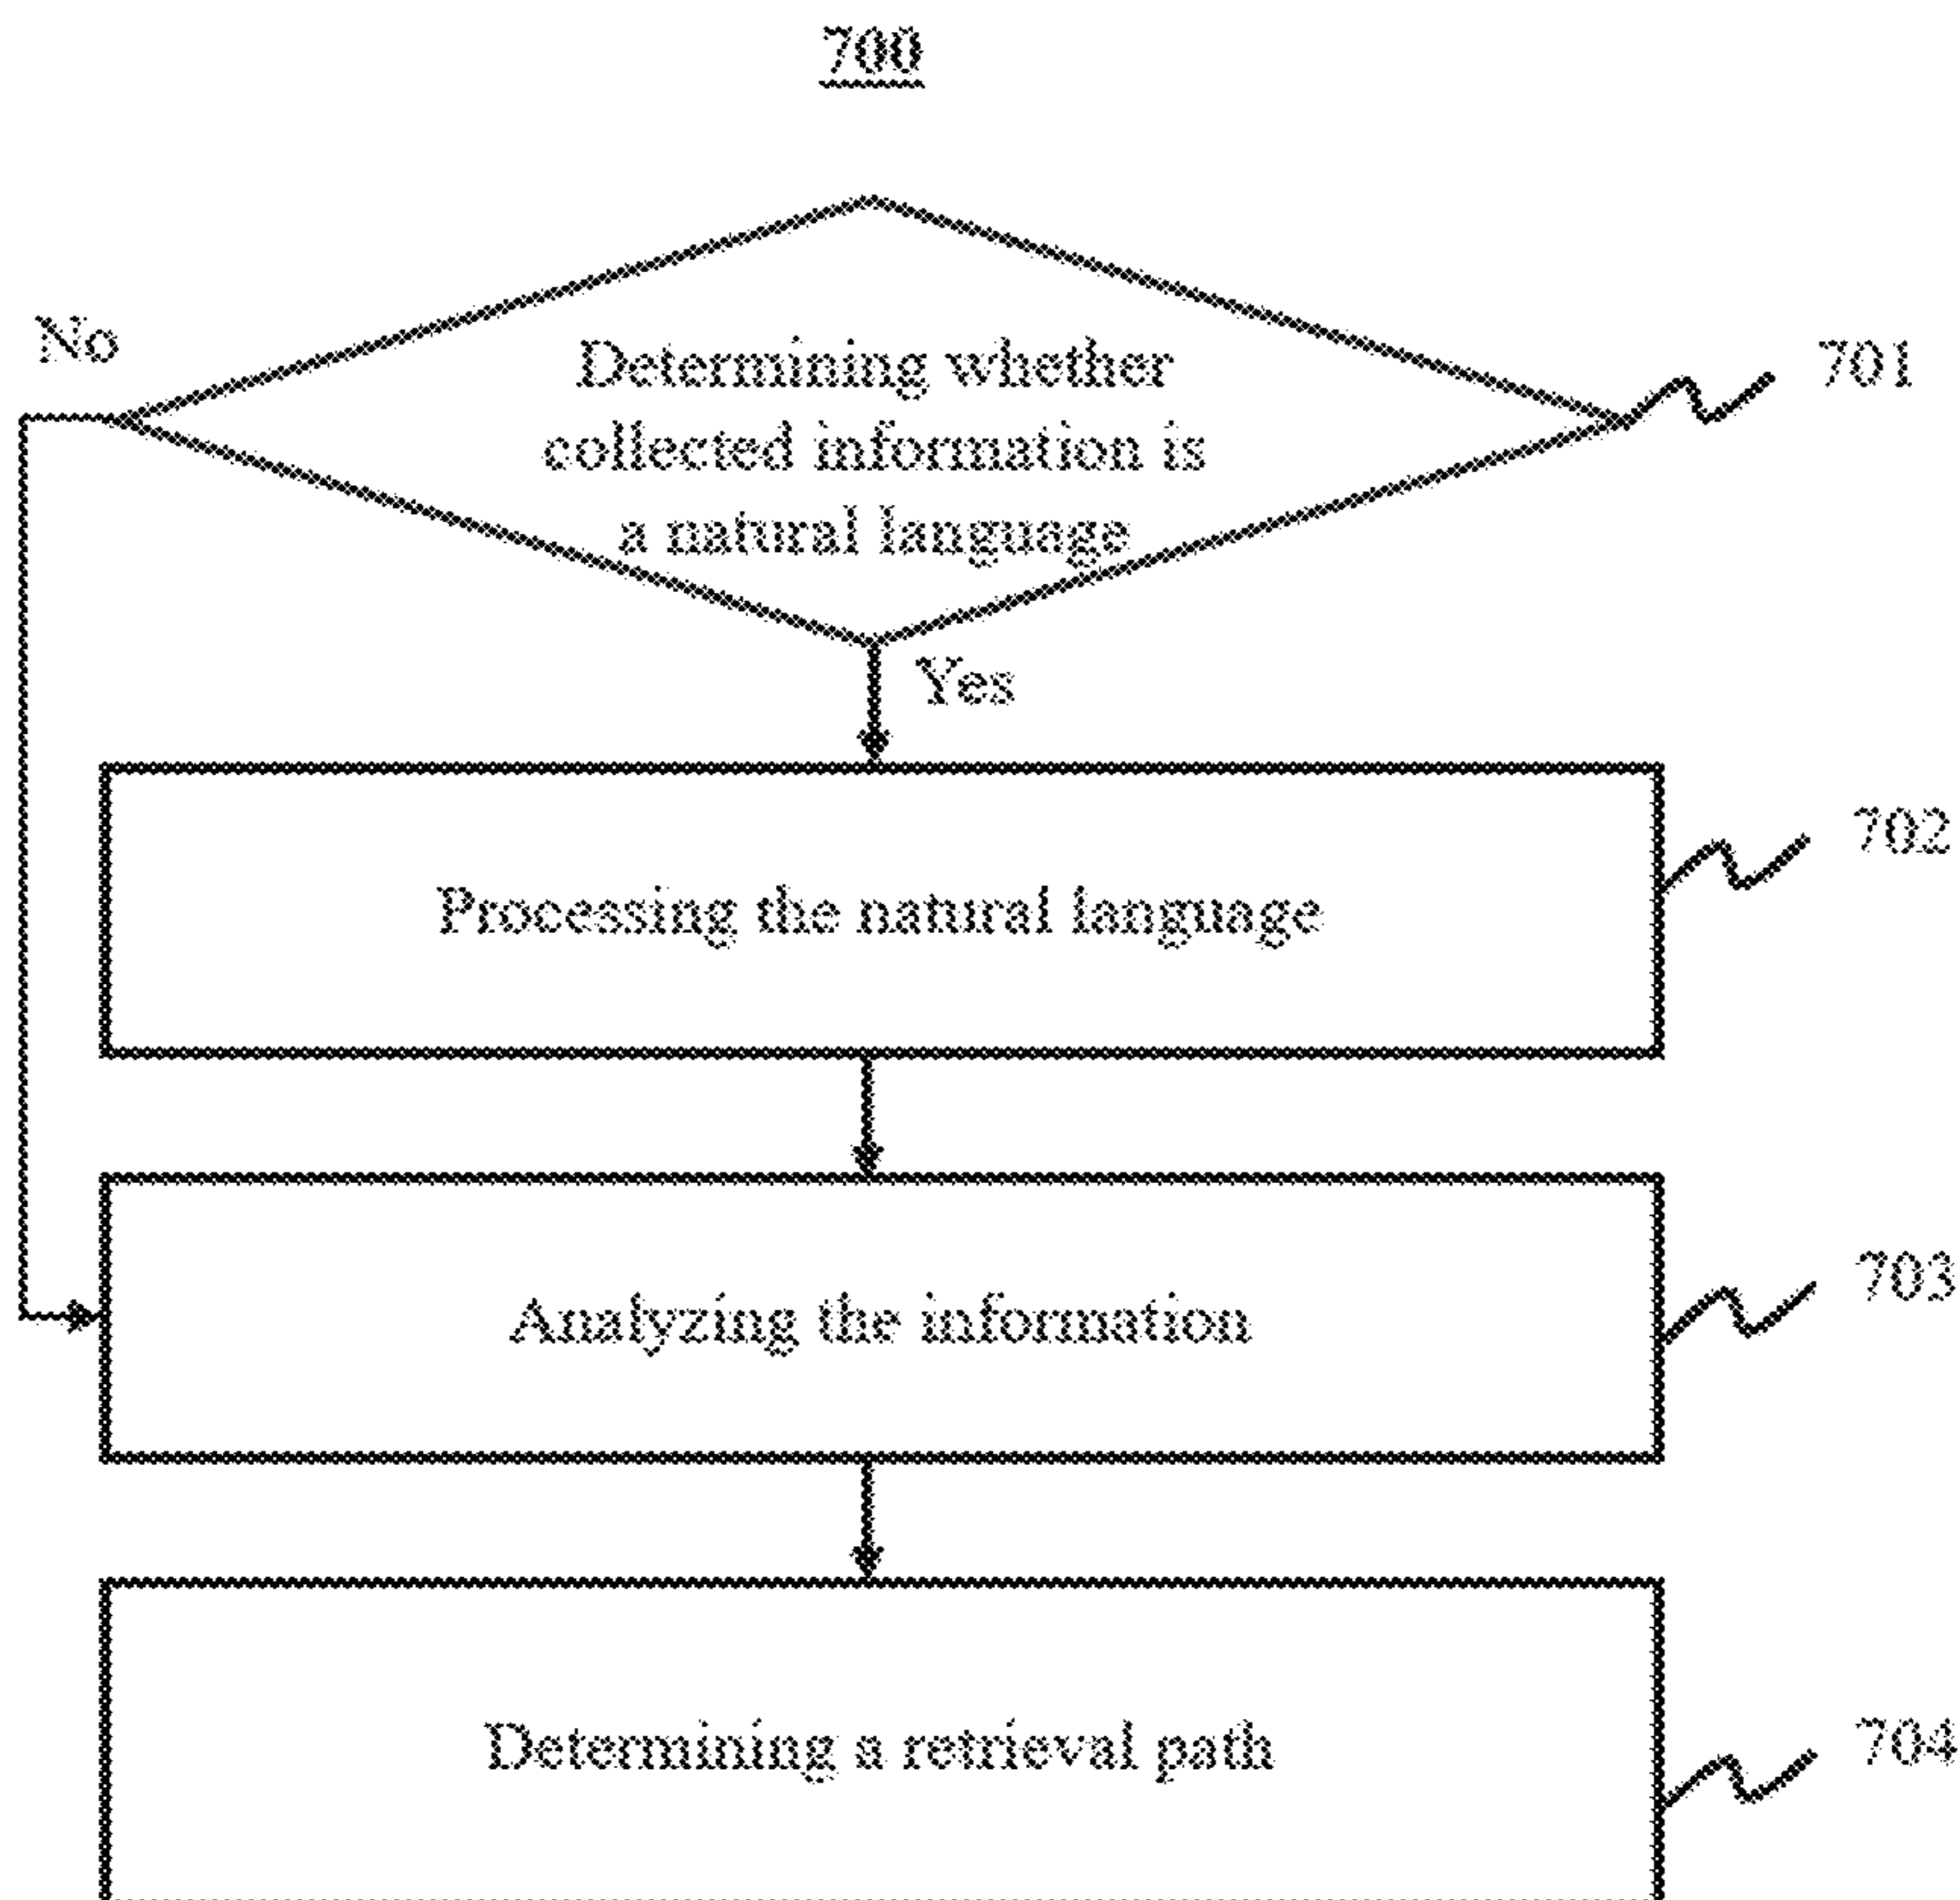 700
No
Determining whether
collected information is
a natural language
701
Yes
702
Processing the natural language
703
Analyzing the information
704
Determining a retrieval path